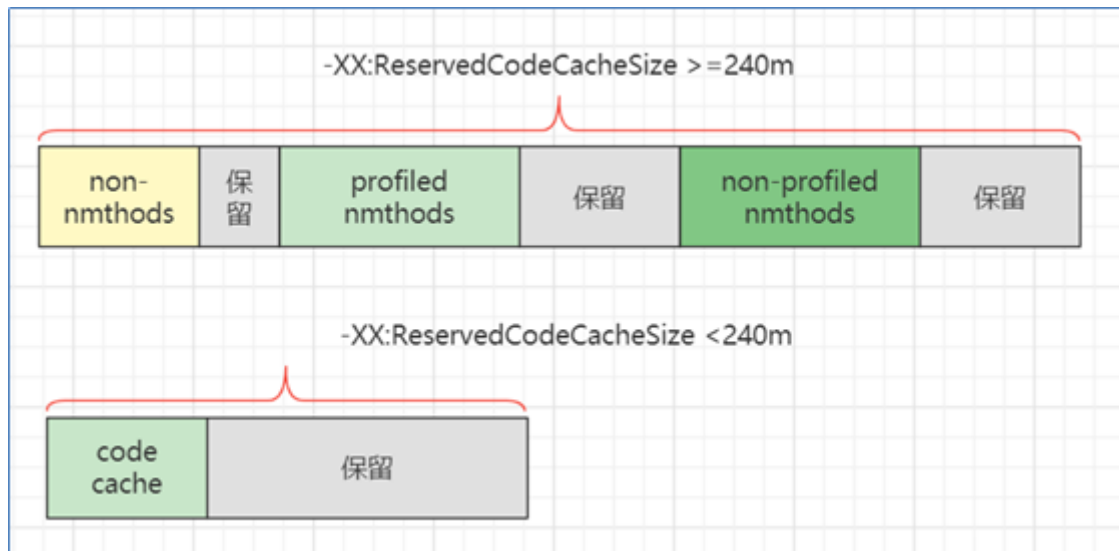 -XX:ReservedCodeCacheSize >=240m
non-
nmthods
保
留
profiled
nmthods
保留
non-profiled
nmthods
保留
-XX:ReservedCodeCacheSize <240m
code
cache
保留